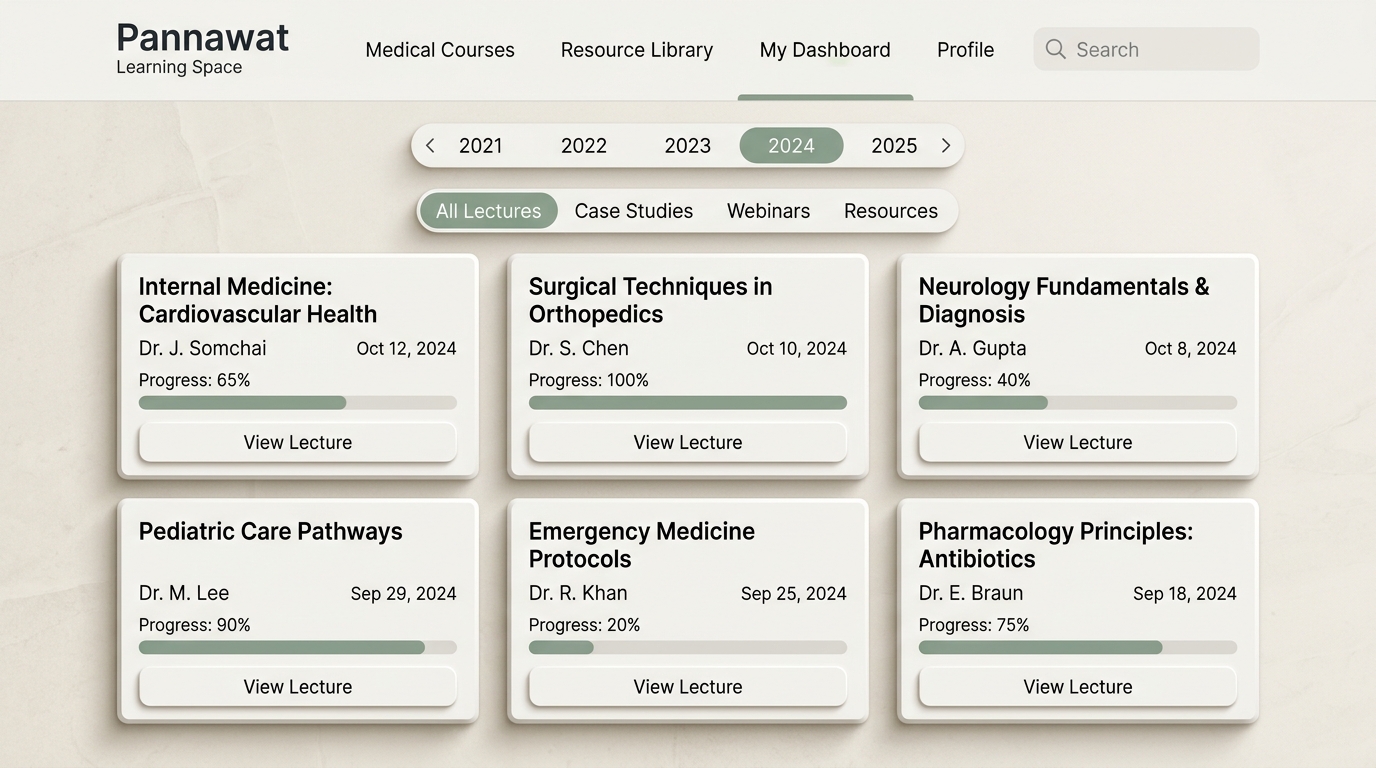 Pannawat
Learning Space
Medical Courses
Resource Library
My Dashboard
Profile
Search
2021
2022
2023
2024
2025
All Lectures
Case Studies
Webinars
Resources
Internal Medicine:
Cardiovascular Health
Dr. J. Somchai
Oct 12, 2024
Progress: 65%
View Lecture
Surgical Techniques in
Orthopedics
Dr. S. Chen
Oct 10, 2024
Progress: 100%
View Lecture
Neurology Fundamentals &
Diagnosis
Dr. A. Gupta
Oct 8, 2024
Progress: 40%
View Lecture
Pediatric Care Pathways
Dr. M. Lee
Sep 29, 2024
Progress: 90%
View Lecture
Emergency Medicine
Protocols
Dr. R. Khan
Sep 25, 2024
Progress: 20%
View Lecture
Pharmacology Principles:
Antibiotics
Dr. E. Braun
Sep 18, 2024
Progress: 75%
View Lecture